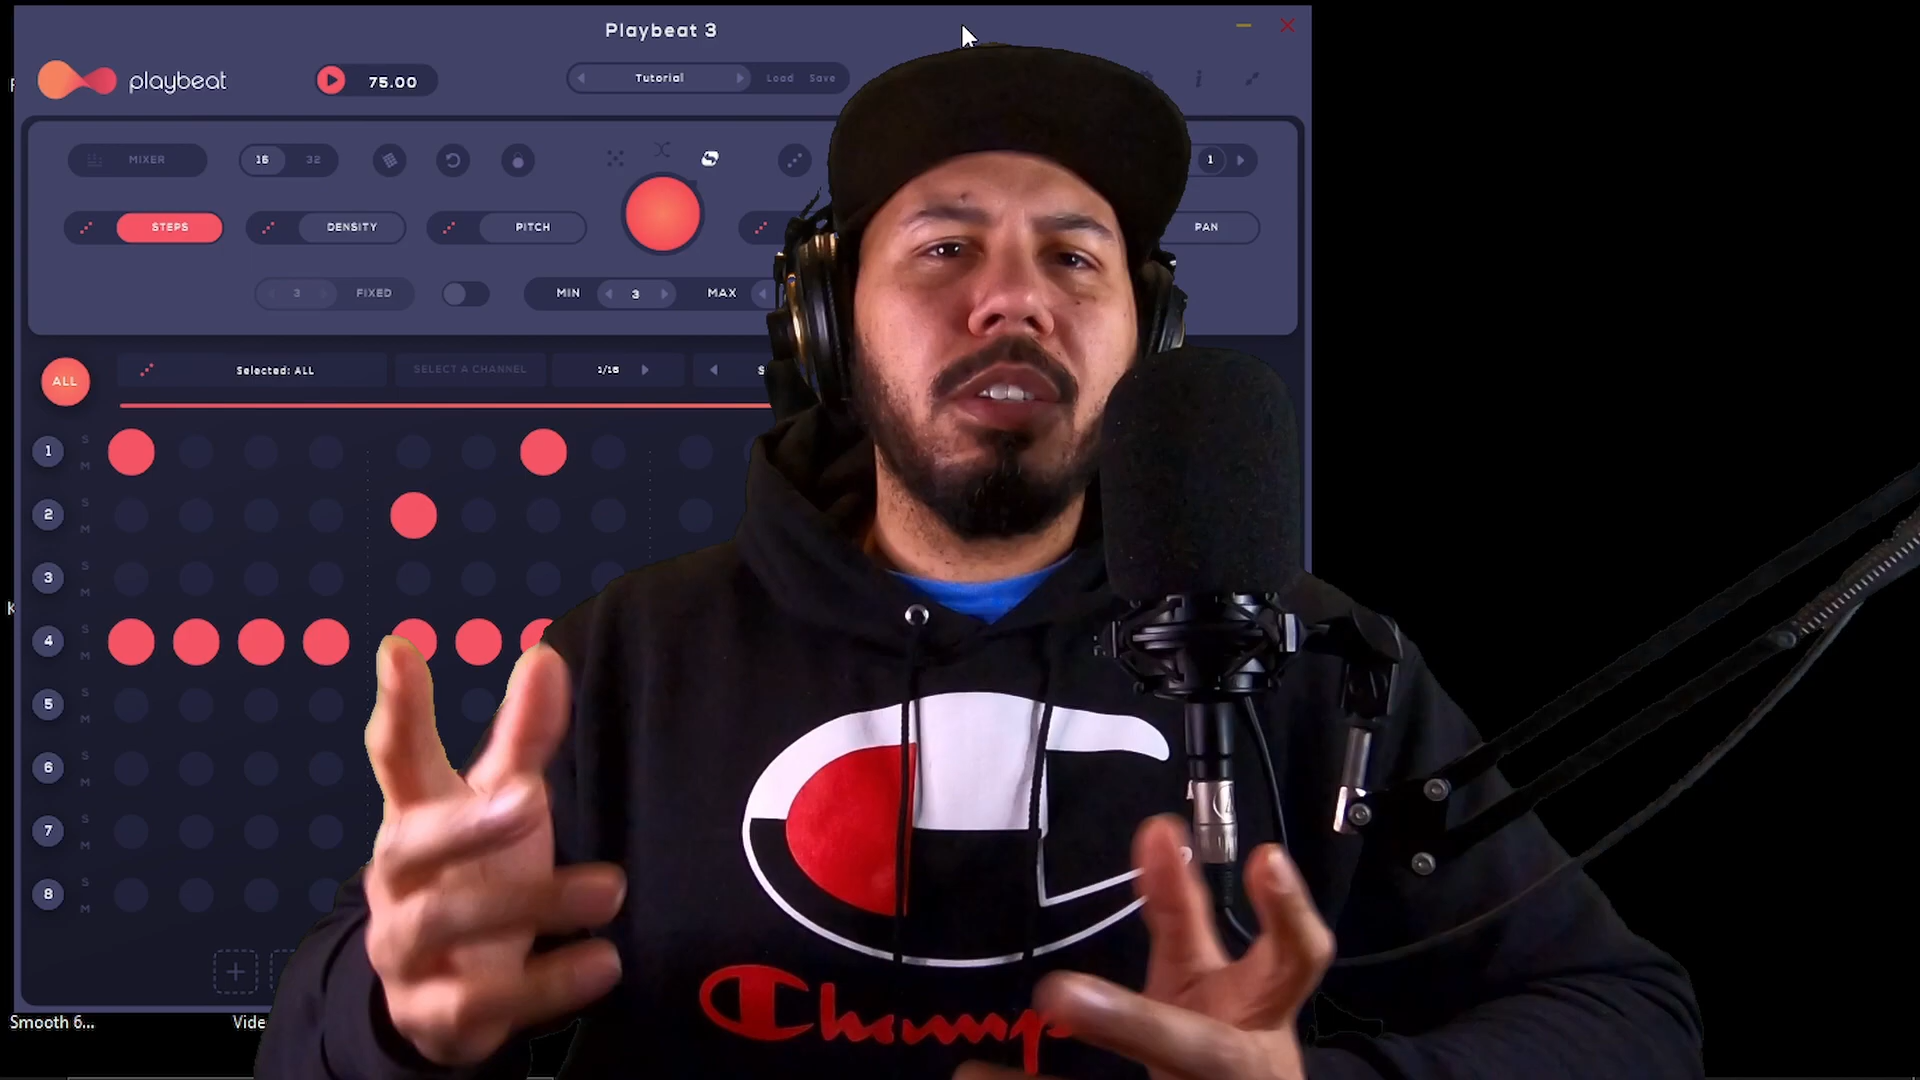 Playbeat 3
playbeat
75.00
Tutorial
Load
Save
MIXER
16
32
1
STEPS
DENSITY
PITCH
PAN
3
FIXED
MIN
3
MAX
ALL
Selected: ALL
SELECT A CHANNEL
1/16
S
1
S
M
2
S
M
3
S
M
4
S
M
5
S
M
6
S
M
7
S
M
8
S
M
Smooth 6...
Vide
Champ